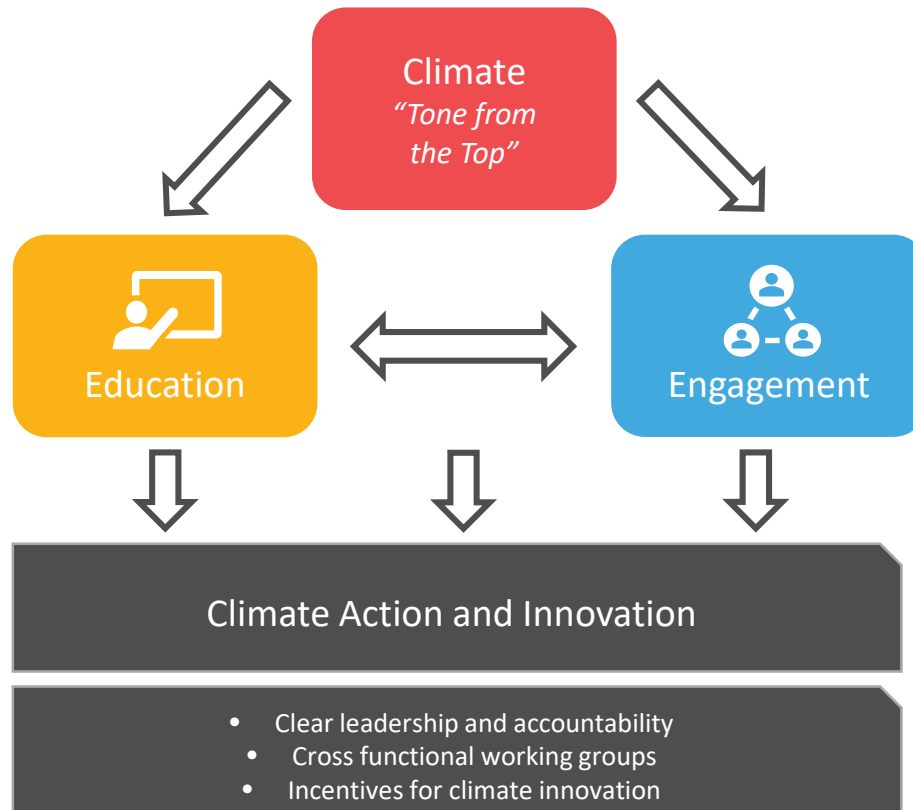 Climate
“Tone from
the Top”
Education
Engagement
Climate Action and Innovation
• Clear leadership and accountability
• Cross functional working groups
• Incentives for climate innovation